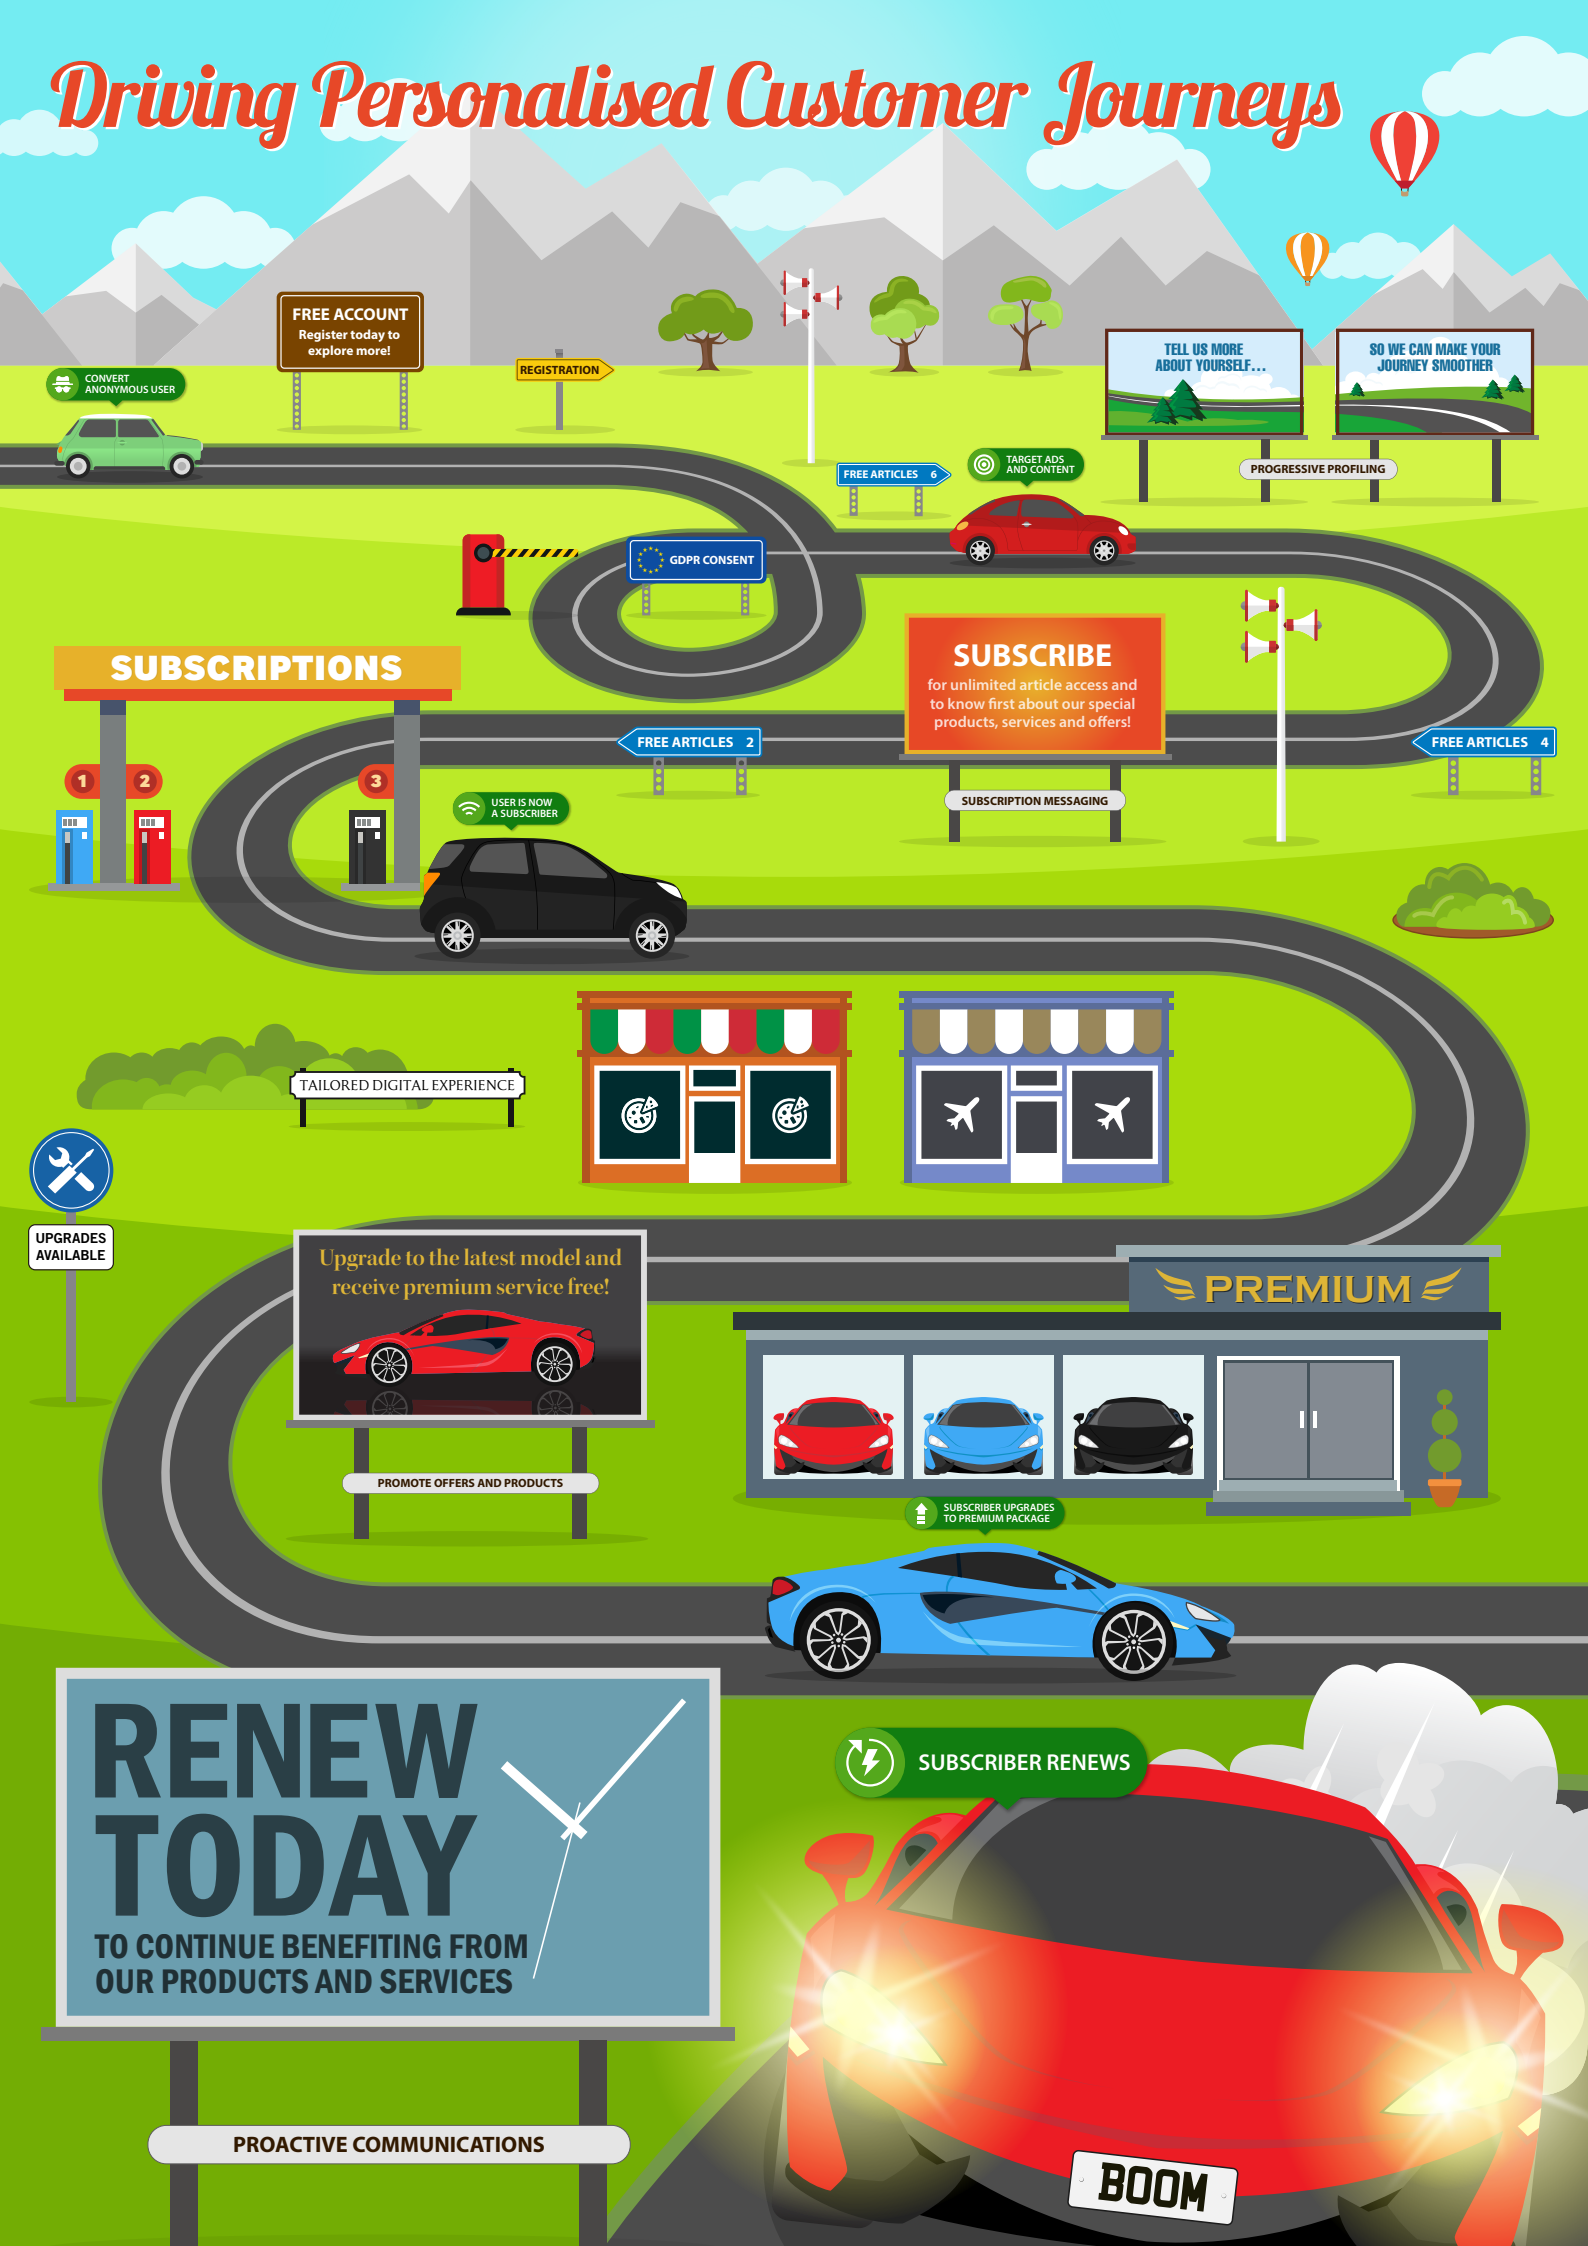 Driving Personalised Customer Journeys
FREE ACCOUNT
Register today to
explore more!
REGISTRATION
CONVERT
ANONYMOUS USER
TELL US MORE
ABOUT YOURSELF...
SO WE CAN MAKE YOUR
JOURNEY SMOOTHER
PROGRESSIVE PROFILING
FREE ARTICLES 6
TARGET ADS
AND CONTENT
GDPR CONSENT
SUBSCRIPTIONS
1
2
3
SUBSCRIBE
for unlimited article access and
to know first about our special
products, services and offers!
FREE ARTICLES 2
FREE ARTICLES 4
SUBSCRIPTION MESSAGING
USER IS NOW
A SUBSCRIBER
TAILORED DIGITAL EXPERIENCE
UPGRADES
AVAILABLE
Upgrade to the latest model and
receive premium service free!
PROMOTE OFFERS AND PRODUCTS
PREMIUM
SUBSCRIBER UPGRADES
TO PREMIUM PACKAGE
RENEW
TODAY
TO CONTINUE BENEFITING FROM
OUR PRODUCTS AND SERVICES
SUBSCRIBER RENEWS
PROACTIVE COMMUNICATIONS
BOOM